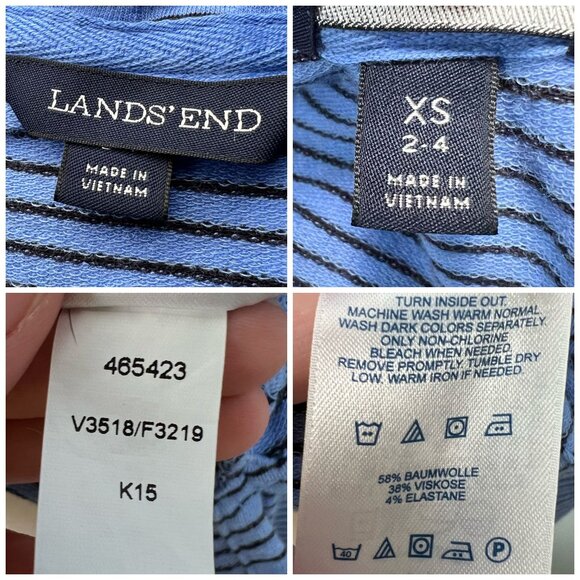 LANDS' END
MADE IN
VIETNAM
XS
2-4
MADE IN
VIETNAM
465423
V3518/F3219
K15
TURN INSIDE OUT.
MACHINE WASH WARM NORMAL.
WASH DARK COLORS SEPARATELY.
ONLY NON-CHLORINE
BLEACH WHEN NEEDED.
REMOVE PROMPTLY. TUMBLE DRY
LOW. WARM IRON IF NEEDED.
58% BAUMWOLLE
38% VISKOSE
4% ELASTANE
40
P